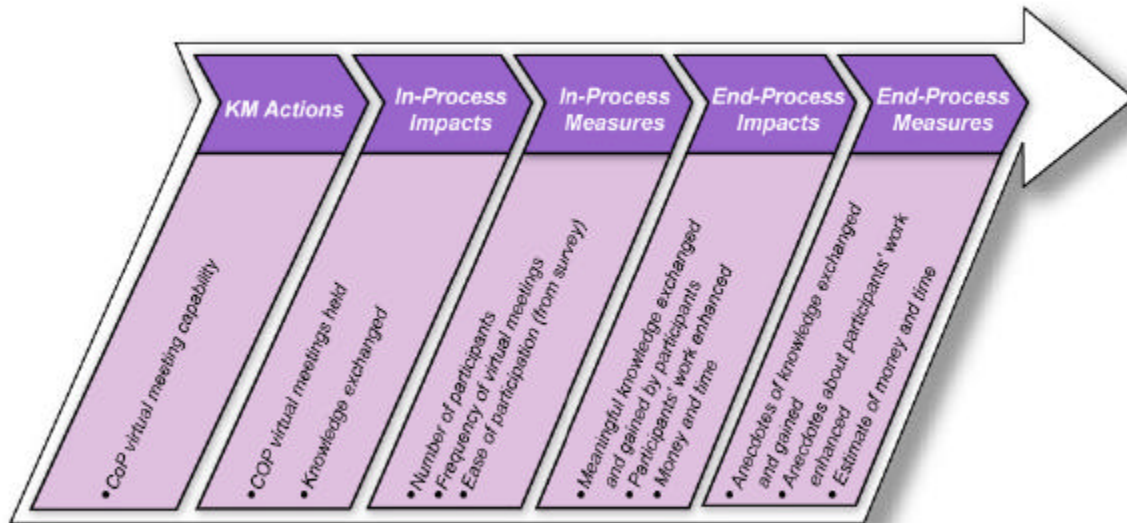 KM Actions
In-Process
Impacts
In-Process
Measures
End-Process
Impacts
End-Process
Measures
•CoP virtual meeting capability
•COP virtual meetings held
•Knowledge exchanged
•Number of participants
•Frequency of virtual meetings
•Ease of participation (from survey)
•Meaningful knowledge exchanged
and gained by participants
•Participants' work enhanced
•Money and time
•Anecdotes of knowledge exchanged
and gained
•Anecdotes about participants' work
enhanced
•Estimate of money and time